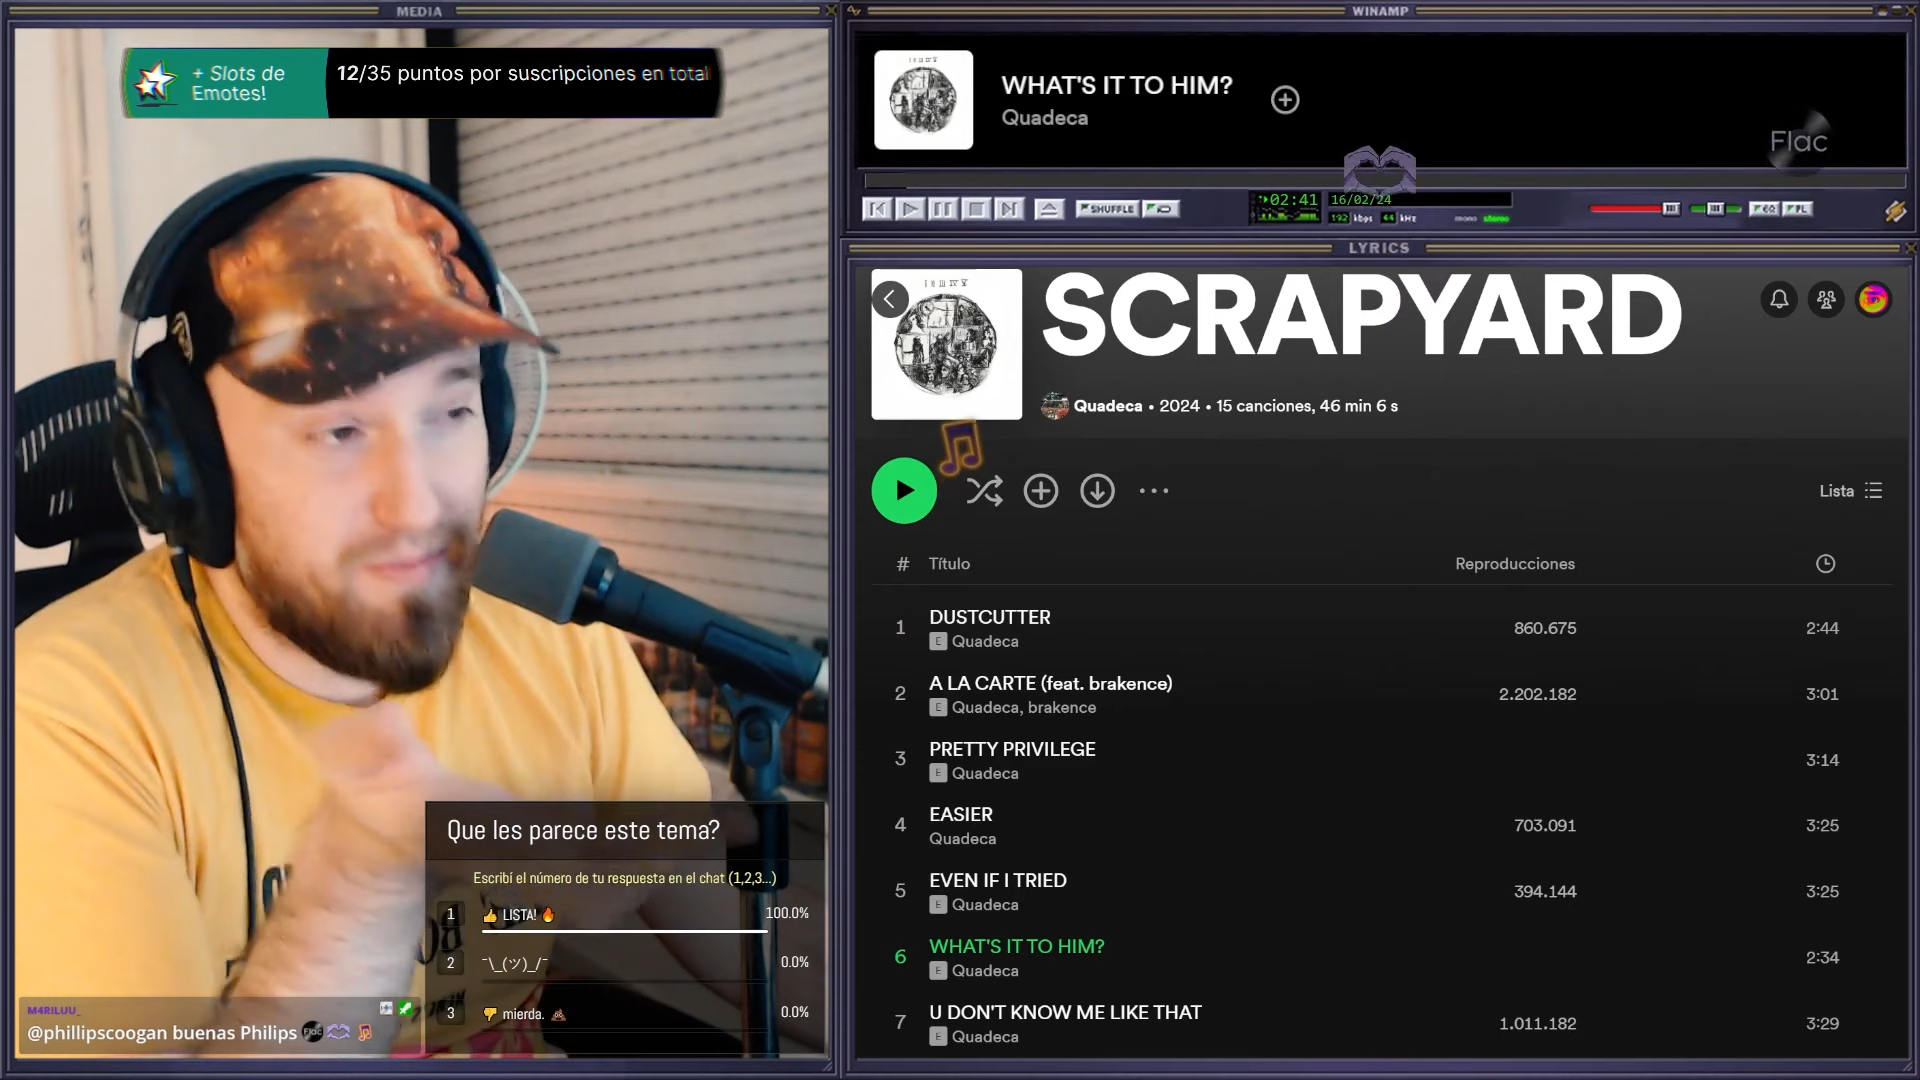 MEDIA
+ Slots de
Emotes!
12/35 puntos por suscripciones en total
Que les parece este tema?
Escribí el número de tu respuesta en el chat (1,2,3...)
1 👍 LISTA! 🔥 100.0%
2 ¯\_(ツ)_/¯ 0.0%
3 👎 mierda. 💩 0.0%
M4RILUU_
@phillipscoogan buenas Philips Flac
WINAMP
WHAT'S IT TO HIM?
Quadeca
Flac
SHUFFLE
02:41
16/02/24
192 kbps 44 kHz mono stereo
EQ PL
LYRICS
SCRAPYARD
Quadeca • 2024 • 15 canciones, 46 min 6 s
Lista
# Título Reproducciones
1 DUSTCUTTER 860.675 2:44
E Quadeca
2 A LA CARTE (feat. brakence) 2.202.182 3:01
E Quadeca, brakence
3 PRETTY PRIVILEGE 3:14
E Quadeca
4 EASIER 703.091 3:25
Quadeca
5 EVEN IF I TRIED 394.144 3:25
E Quadeca
6 WHAT'S IT TO HIM? 2:34
E Quadeca
7 U DON'T KNOW ME LIKE THAT 1.011.182 3:29
E Quadeca